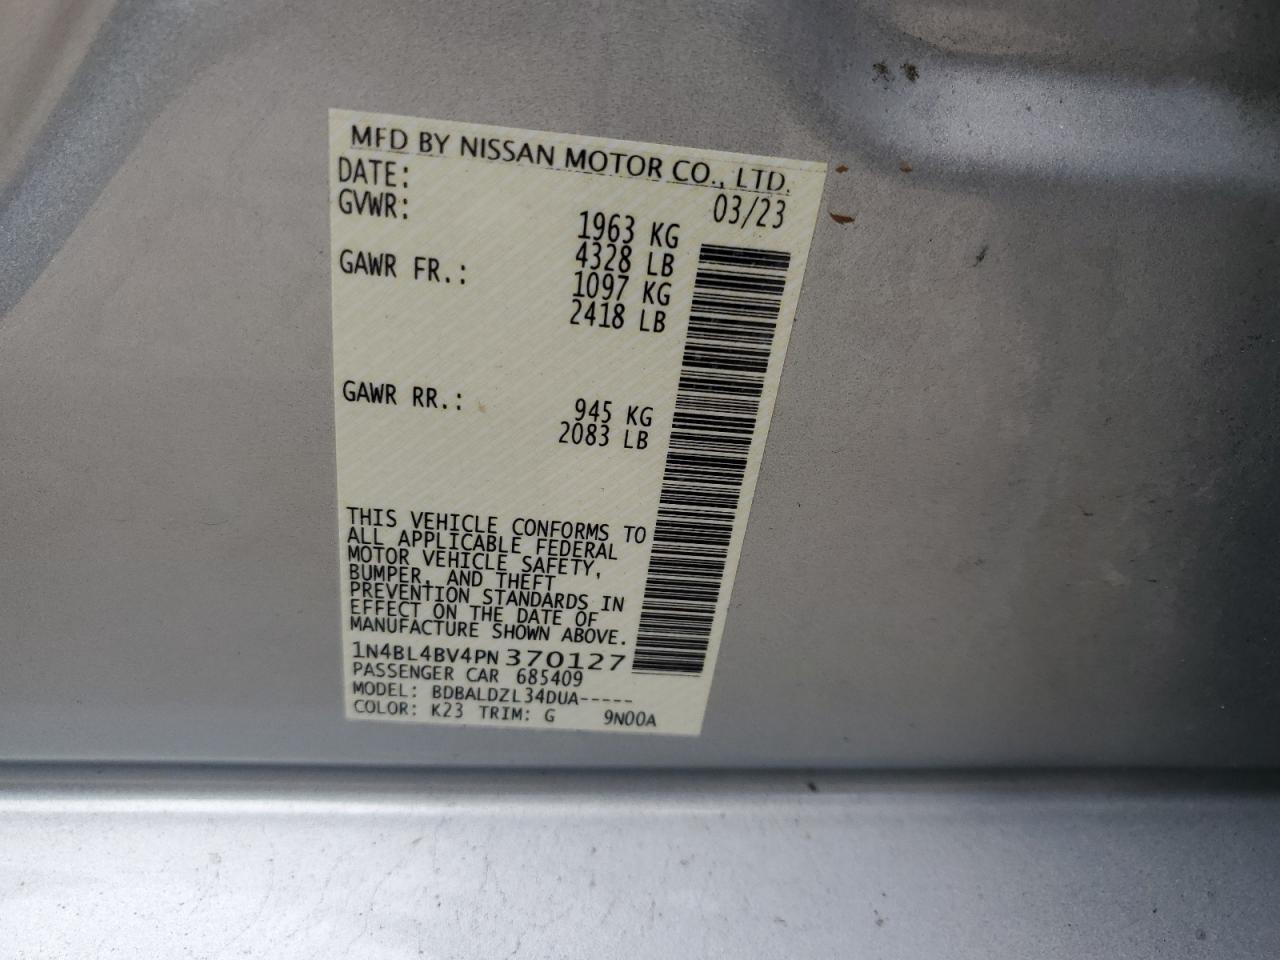 MFD BY NISSAN MOTOR CO., LTD.
DATE: 03/23
GVWR: 1963 KG
4328 LB
GAWR FR.: 1097 KG
2418 LB
GAWR RR.: 945 KG
2083 LB
THIS VEHICLE CONFORMS TO
ALL APPLICABLE FEDERAL
MOTOR VEHICLE SAFETY,
BUMPER, AND THEFT
PREVENTION STANDARDS IN
EFFECT ON THE DATE OF
MANUFACTURE SHOWN ABOVE.
1N4BL4BV4PN370127
PASSENGER CAR 685409
MODEL: BDBALDZL34DUA-----
COLOR: K23 TRIM: G 9N00A